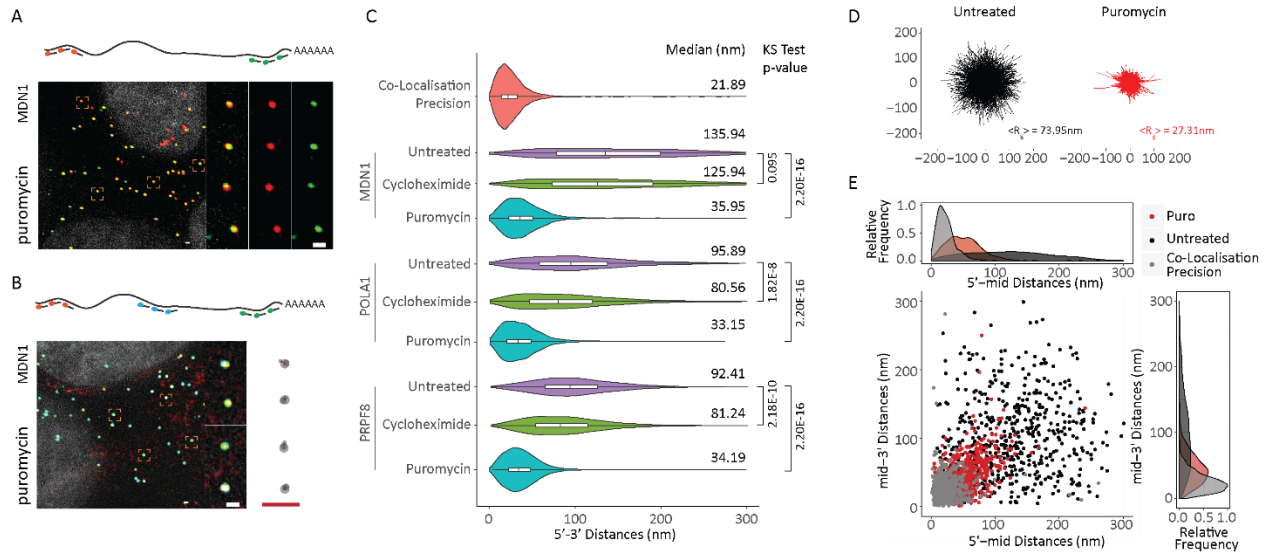 A
AAAAAA
MDN1
puromycin
B
AAAAAA
MDN1
puromycin
C
Median (nm)
KS Test
p-value
Co-Localisation
Precision
21.89
MDN1
Untreated
135.94
Cycloheximide
125.94
Puromycin
35.95
0.095
2.20E-16
POLA1
Untreated
95.89
Cycloheximide
80.56
Puromycin
33.15
1.82E-8
2.20E-16
PRPF8
Untreated
92.41
Cycloheximide
81.24
Puromycin
34.19
2.18E-10
2.20E-16
0 100 200 300
5'-3' Distances (nm)
D
Untreated Puromycin
200
100
0
−100
−200
<Rg> = 73.95nm
<Rg> = 27.31nm
−200 0 100 200
−200 0 100 200
E
Relative
Frequency
1.0
0.5
0.0
0 100 200 300
5'−mid Distances (nm)
Puro
Untreated
Co-Localisation
Precision
mid−3' Distances (nm)
300
200
100
0
0 100 200 300
5'−mid Distances (nm)
mid−3' Distances (nm)
300
200
100
0
0.0 0.5 1.0
Relative
Frequency